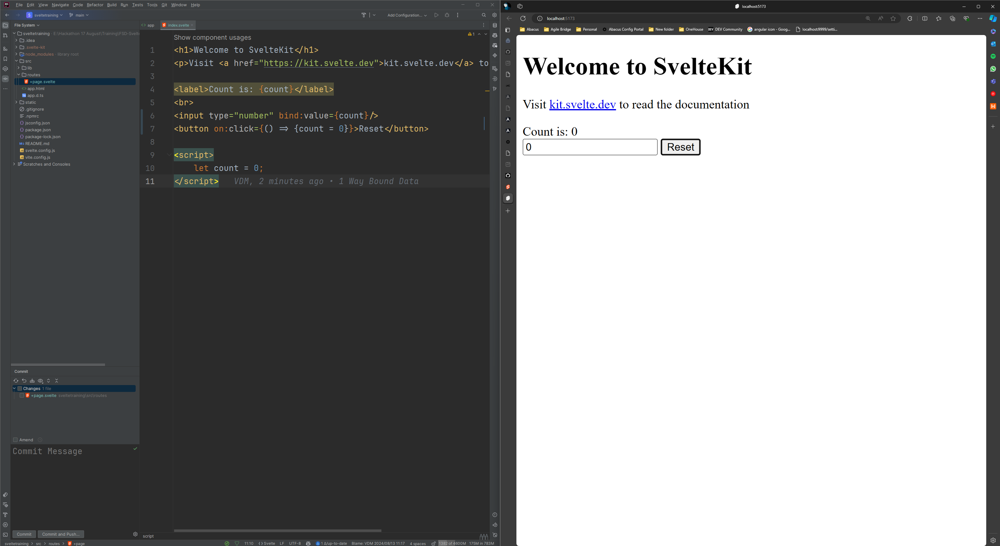 File Edit View Navigate Code Refactor Build Run Tests Tools Git Window Help
S sveltetraining main Add Configuration...
File System
sveltetraining E:\Hackathon 17 August\Training\FSD-Svelte
.idea
.svelte-kit
node_modules library root
src
lib
routes
+page.svelte
app.html
app.d.ts
static
.gitignore
.npmrc
jsconfig.json
package.json
package-lock.json
README.md
svelte.config.js
vite.config.js
Scratches and Consoles
app index.svelte
Show component usages
1
1 <h1>Welcome to SvelteKit</h1>
2 <p>Visit <a href="https://kit.svelte.dev">kit.svelte.dev</a> to
3
4 <label>Count is: {count}</label>
5 <br>
6 <input type="number" bind:value={count}/>
7 <button on:click={() => {count = 0}}>Reset</button>
8
9 <script>
10 let count = 0;
11 </script> VDM, 2 minutes ago • 1 Way Bound Data
Commit
Changes 1 file
+page.svelte sveltetraining\src\routes
Amend
Commit Message
Commit Commit and Push...
script
sveltetraining > src > routes > +page 11:10 {} Svelte LF UTF-8 1 Δ/up-to-date Blame: VDM 2024/08/13 11:17 4 spaces 1382 of 4600M 175M in 783M
localhost:5173
localhost:5173
Abacus Agile Bridge Personal Abacus Config Portal New folder OneHouse DEV DEV Community angular icon - Goog... localhost:9999/setti...
Welcome to SvelteKit
Visit kit.svelte.dev to read the documentation
Count is: 0
0 Reset